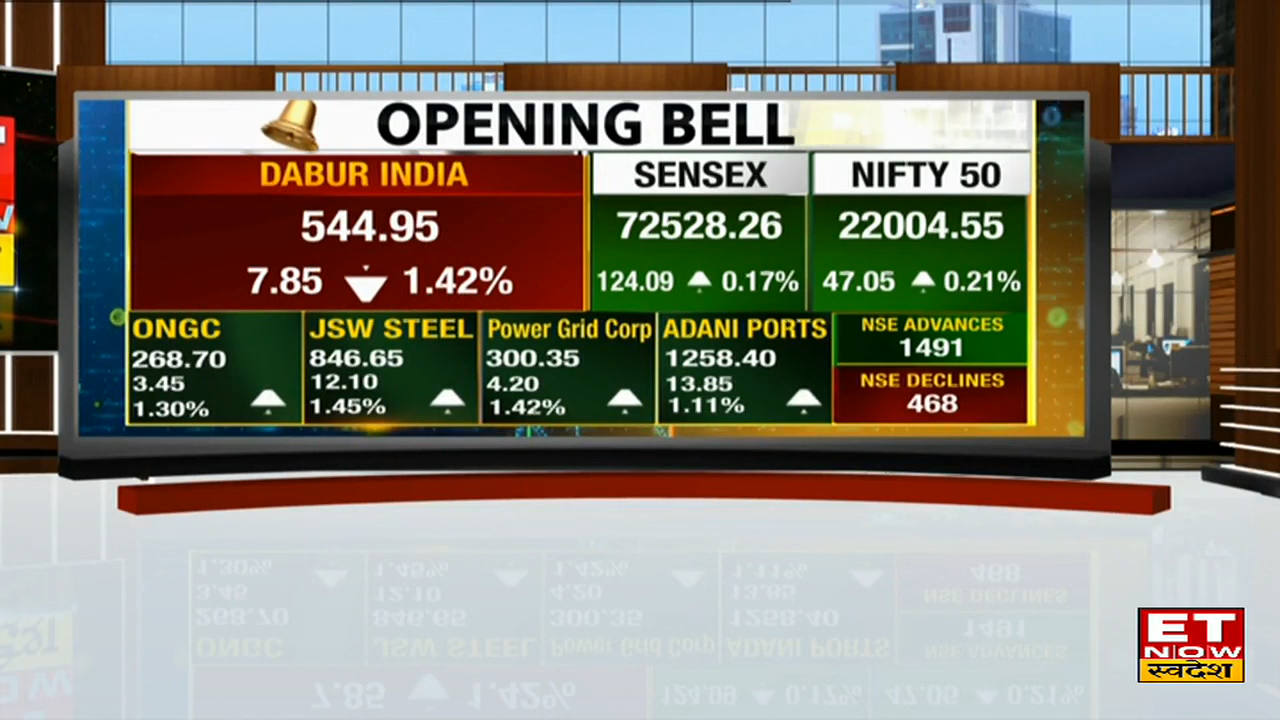 OPENING BELL
DABUR INDIA
544.95
7.85 1.42%
SENSEX
72528.26
124.09 0.17%
NIFTY 50
22004.55
47.05 0.21%
ONGC
268.70
3.45
1.30%
JSW STEEL
846.65
12.10
1.45%
Power Grid Corp
300.35
4.20
1.42%
ADANI PORTS
1258.40
13.85
1.11%
NSE ADVANCES
1491
NSE DECLINES
468
ET
NOW
स्वदेश